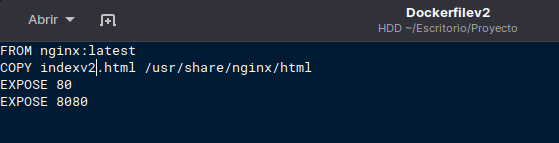 Abrir
Dockerfilev2
HDD ~/Escritorio/Proyecto
FROM nginx:latest
COPY indexv2.html /usr/share/nginx/html
EXPOSE 80
EXPOSE 8080